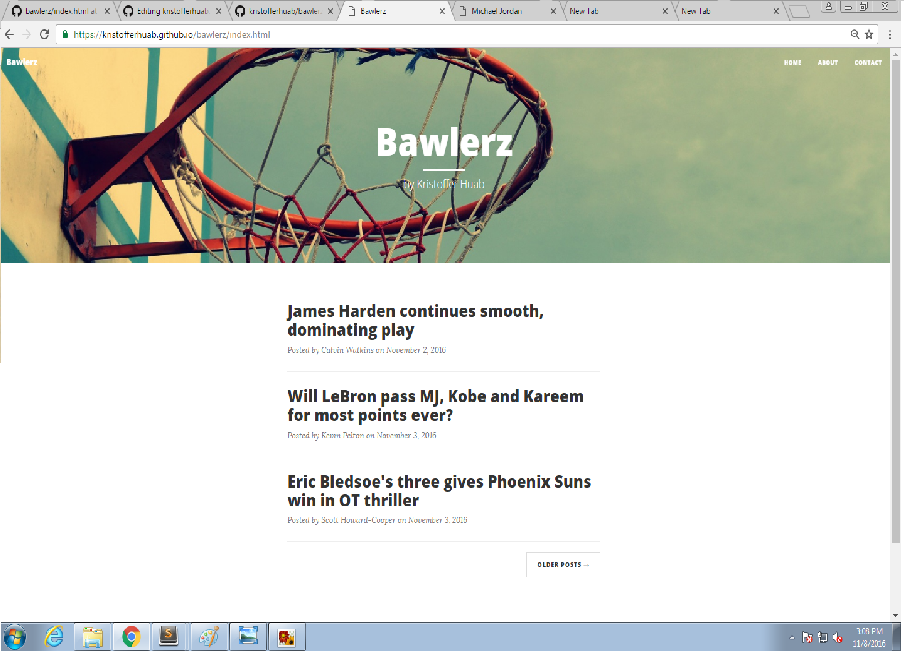 bawlerz/index.html at
Editing kristofferhuab
kristofferhuab/bawler
Bawlerz
Michael Jordan
New Tab
New Tab
https://kristofferhuab.github.io/bawlerz/index.html
Bawlerz
HOME
ABOUT
CONTACT
Bawlerz
By Kristoffer Huab
James Harden continues smooth,
dominating play
Posted by Calvin Watkins on November 2, 2016
Will LeBron pass MJ, Kobe and Kareem
for most points ever?
Posted by Kevin Pelton on November 3, 2016
Eric Bledsoe's three gives Phoenix Suns
win in OT thriller
Posted by Scott Howard-Cooper on November 3, 2016
OLDER POSTS →
3:08 PM
11/8/2016